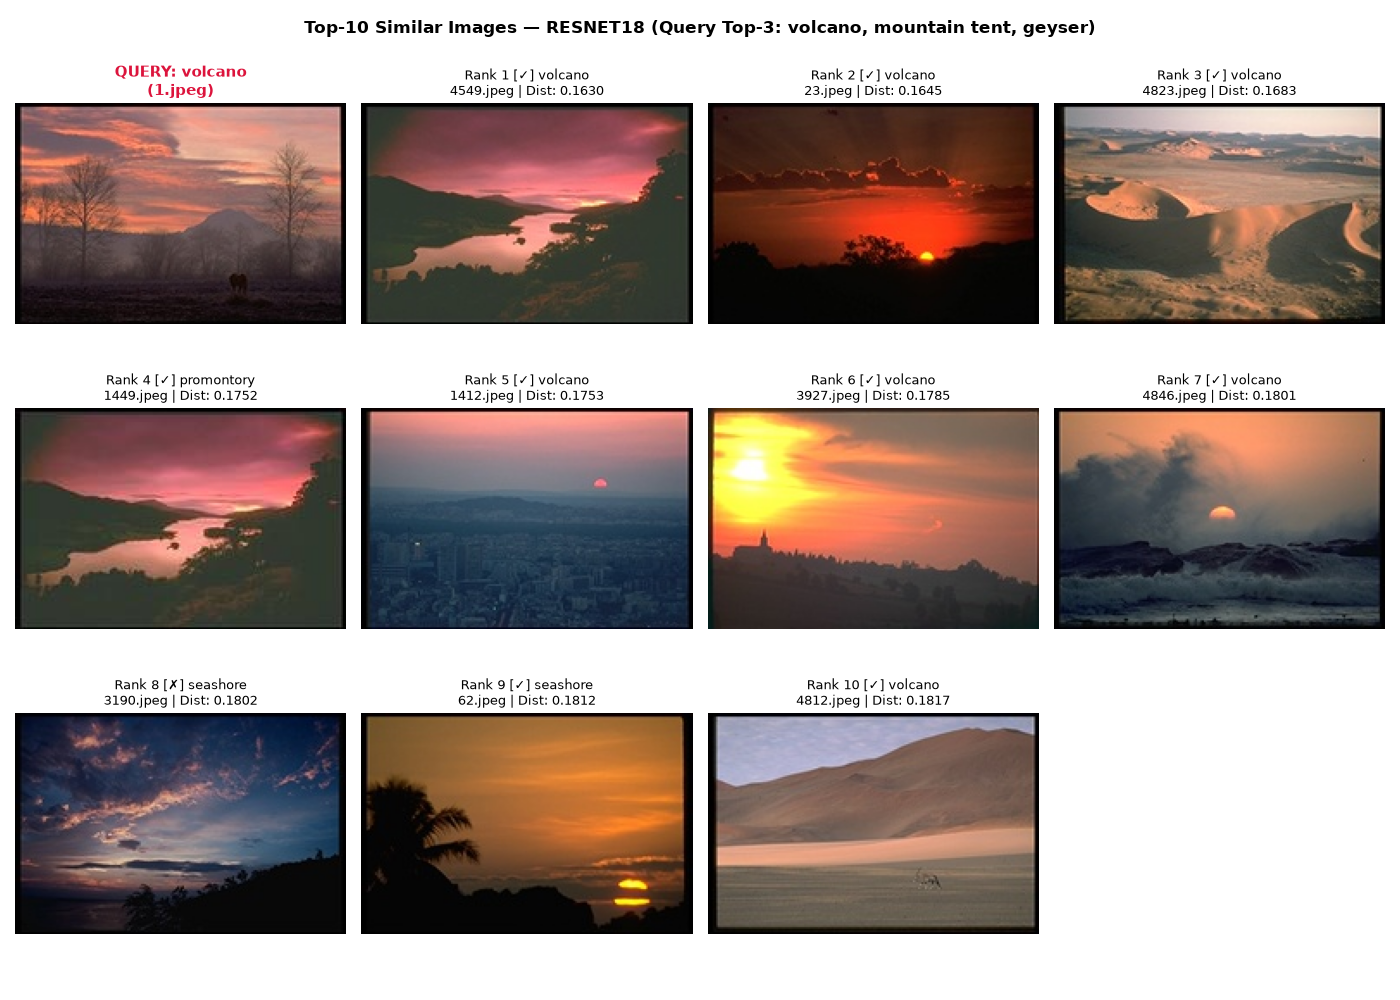 Top-10 Similar Images — RESNET18 (Query Top-3: volcano, mountain tent, geyser)
QUERY: volcano
(1.jpeg)
Rank 1 [✓] volcano
4549.jpeg | Dist: 0.1630
Rank 2 [✓] volcano
23.jpeg | Dist: 0.1645
Rank 3 [✓] volcano
4823.jpeg | Dist: 0.1683
Rank 4 [✓] promontory
1449.jpeg | Dist: 0.1752
Rank 5 [✓] volcano
1412.jpeg | Dist: 0.1753
Rank 6 [✓] volcano
3927.jpeg | Dist: 0.1785
Rank 7 [✓] volcano
4846.jpeg | Dist: 0.1801
Rank 8 [✗] seashore
3190.jpeg | Dist: 0.1802
Rank 9 [✓] seashore
62.jpeg | Dist: 0.1812
Rank 10 [✓] volcano
4812.jpeg | Dist: 0.1817